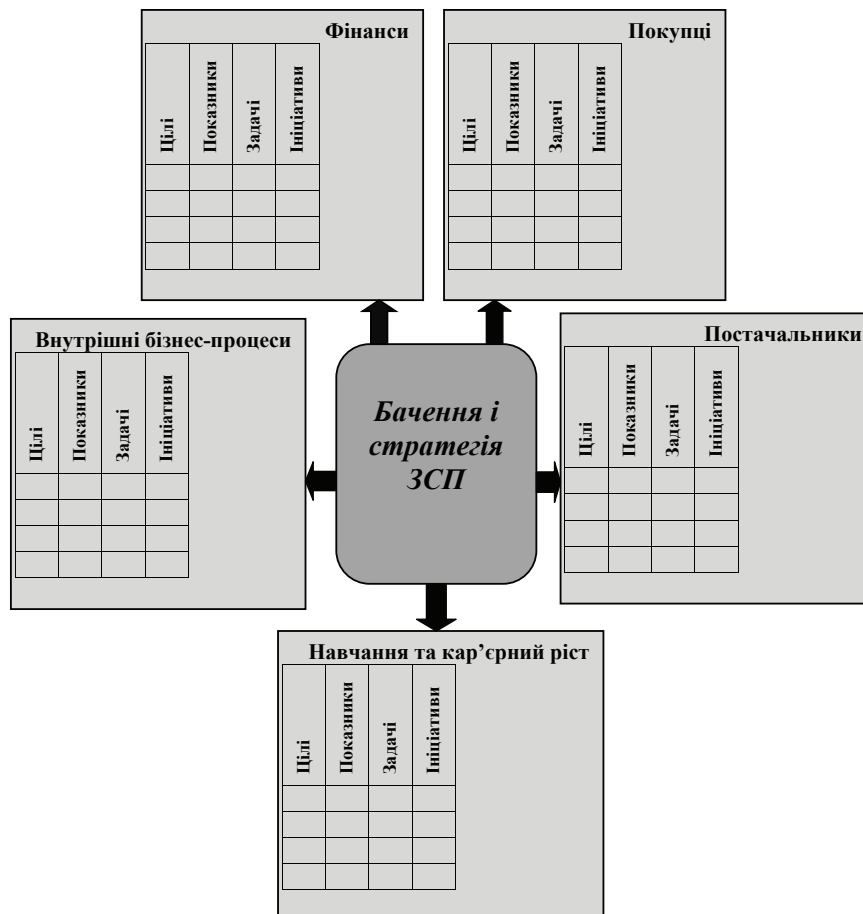 Фінанси
Цілі
Показники
Задачі
Ініціативи
Покупці
Цілі
Показники
Задачі
Ініціативи
Внутрішні бізнес-процеси
Цілі
Показники
Задачі
Ініціативи
Бачення і
стратегія
ЗСП
Постачальники
Цілі
Показники
Задачі
Ініціативи
Навчання та кар’єрний ріст
Цілі
Показники
Задачі
Ініціативи